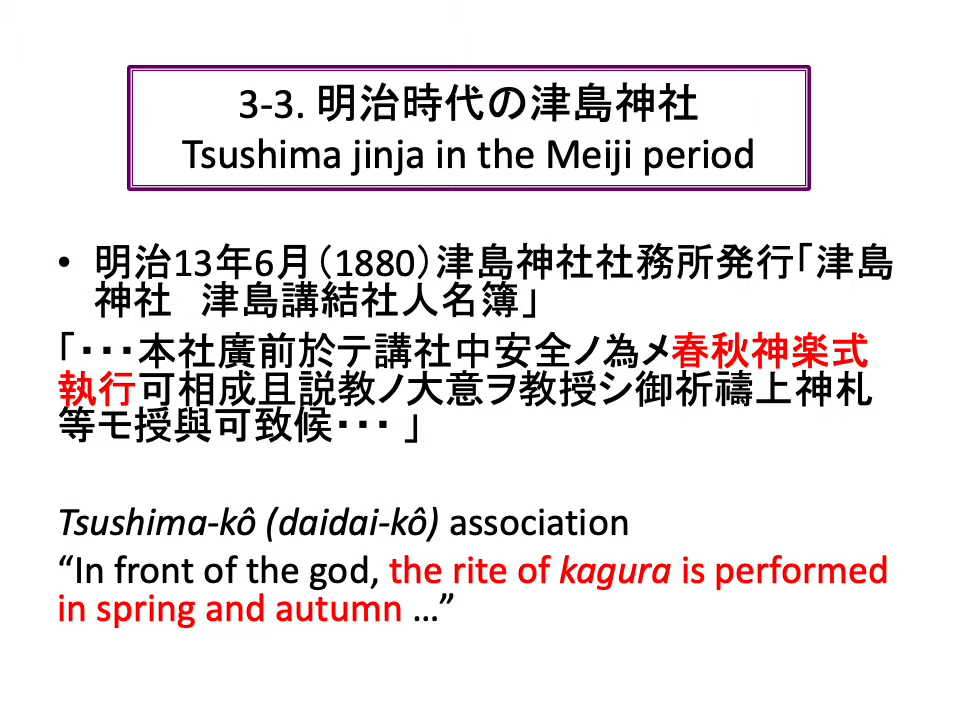 3-3. 明治時代の津島神社
Tsushima jinja in the Meiji period
• 明治13年6月（1880）津島神社社務所発行「津島
神社　津島講結社人名簿」
「・・・本社廣前於テ講社中安全ノ為メ春秋神楽式
執行可相成且説教ノ大意ヲ教授シ御祈禱上神札
等モ授與可致候・・・ 」
Tsushima-kô (daidai-kô) association
“In front of the god, the rite of kagura is performed
in spring and autumn …”